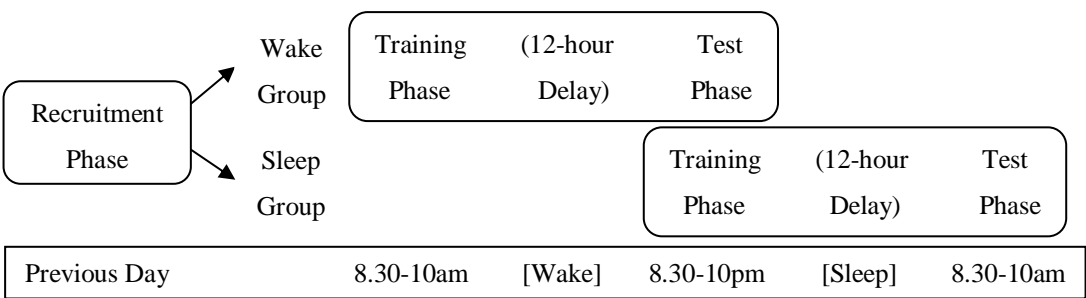 Wake Training (12-hour Test
Group Phase Delay) Phase
Recruitment
Phase
Sleep Training (12-hour Test
Group Phase Delay) Phase
Previous Day 8.30-10am [Wake] 8.30-10pm [Sleep] 8.30-10am